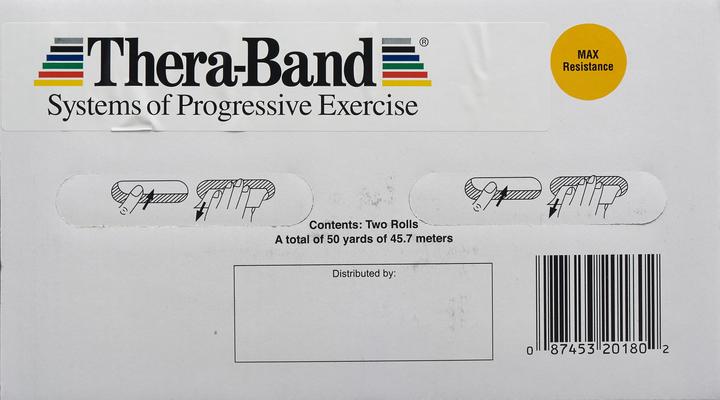 Thera-Band®
Systems of Progressive Exercise
MAX
Resistance
Contents: Two Rolls
A total of 50 yards of 45.7 meters
Distributed by:
0 87453 20180 2